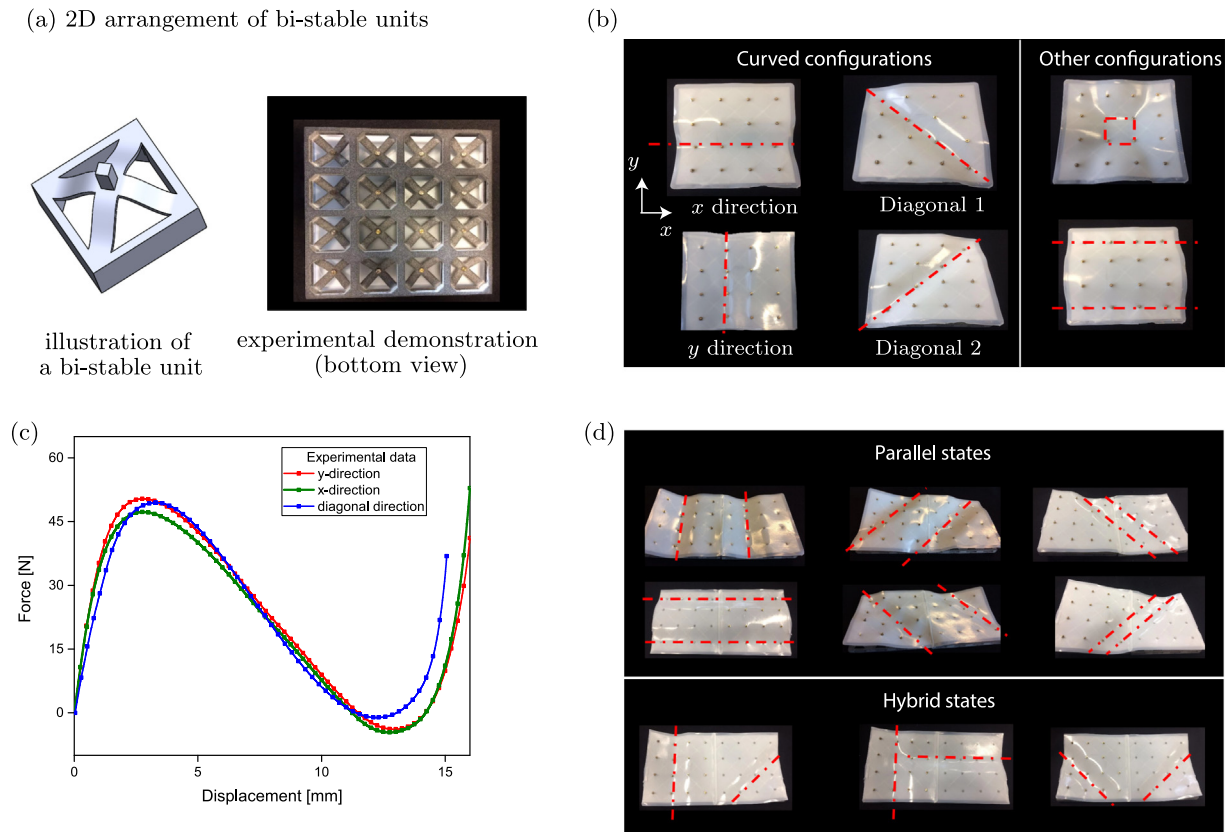 (a) 2D arrangement of bi-stable units
illustration of
a bi-stable unit
experimental demonstration
(bottom view)
(b)
Curved configurations
Other configurations
y
x
x direction
Diagonal 1
y direction
Diagonal 2
(c)
Experimental data
y-direction
x-direction
diagonal direction
60
45
30
15
0
Force [N]
0
5
10
15
Displacement [mm]
(d)
Parallel states
Hybrid states